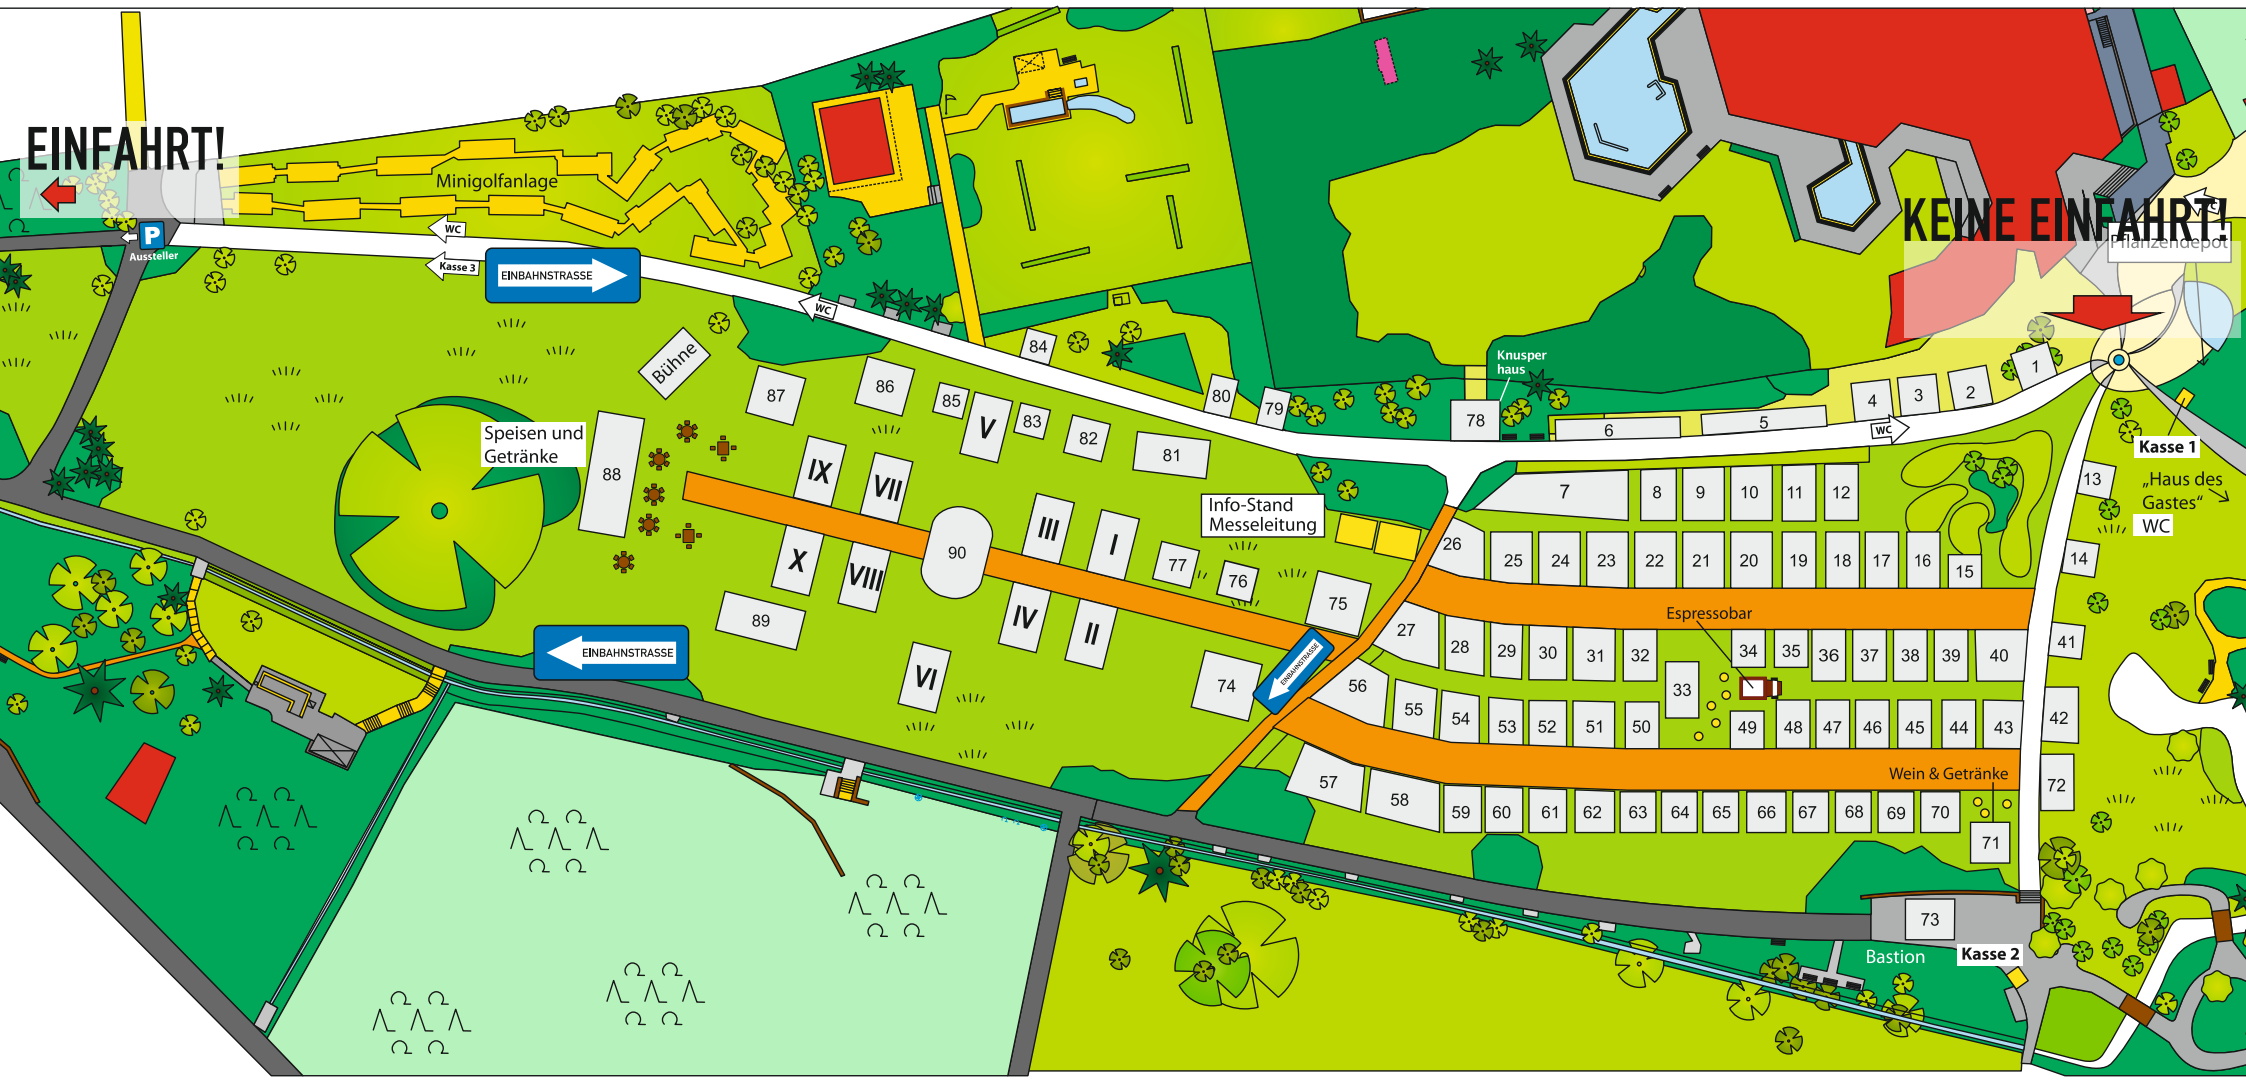 EINFAHRT!
KEINE EINFAHRT!
Minigolfanlage
Pflanzendepot
WC
P
Aussteller
WC
Kasse 3
EINBAHNSTRASSE
WC
Bühne
84
80
79
Knusper
haus
78
6
5
4
3
2
1
WC
87
86
85
V
83
82
81
Kasse 1
Speisen und
Getränke
88
IX
VII
III
I
Info-Stand
Messeleitung
7
8
9
10
11
12
13
„Haus des
Gastes“
WC
90
X
VIII
77
76
75
26
25
24
23
22
21
20
19
18
17
16
15
14
89
IV
II
VI
74
EINBAHNSTRASSE
EINBAHNSTRASSE
Espressobar
27
28
29
30
31
32
33
34
35
36
37
38
39
40
41
56
55
54
53
52
51
50
49
48
47
46
45
44
43
42
Wein & Getränke
57
58
59
60
61
62
63
64
65
66
67
68
69
70
71
72
73
Bastion
Kasse 2